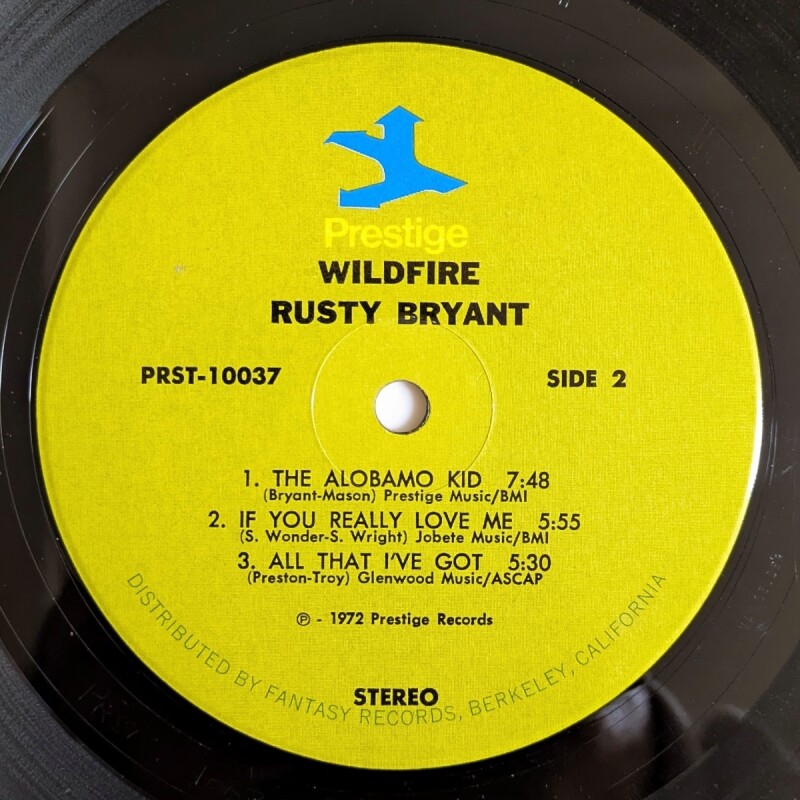 Prestige
WILDFIRE
RUSTY BRYANT
PRST-10037 SIDE 2
1. THE ALOBAMO KID 7:48
(Bryant-Mason) Prestige Music/BMI
2. IF YOU REALLY LOVE ME 5:55
(S. Wonder-S. Wright) Jobete Music/BMI
3. ALL THAT I'VE GOT 5:30
(Preston-Troy) Glenwood Music/ASCAP
℗ - 1972 Prestige Records
STEREO
DISTRIBUTED BY FANTASY RECORDS, BERKELEY, CALIFORNIA